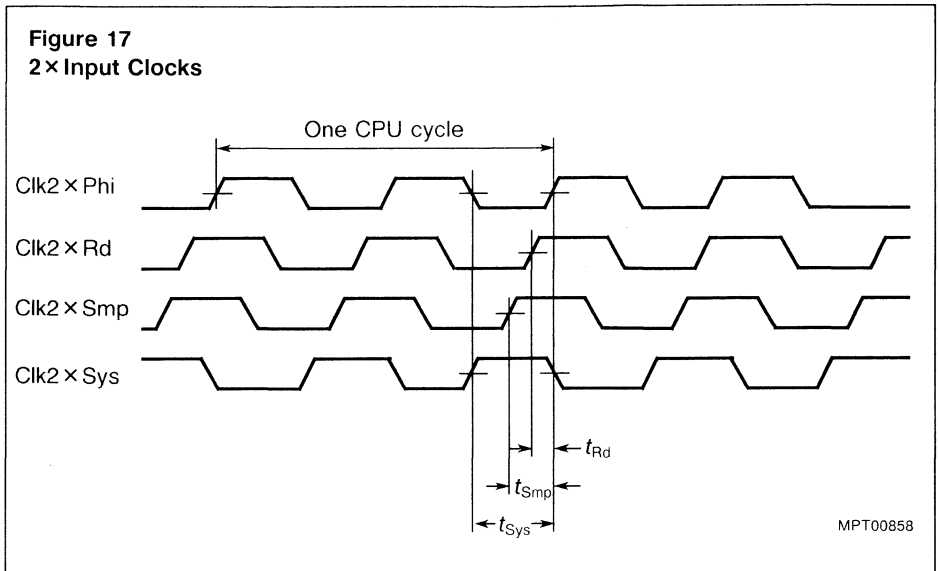 Figure 17
2×Input Clocks
One CPU cycle
Clk2×Phi
Clk2×Rd
Clk2×Smp
Clk2×Sys
tRd
tSmp
tSys
MPT00858